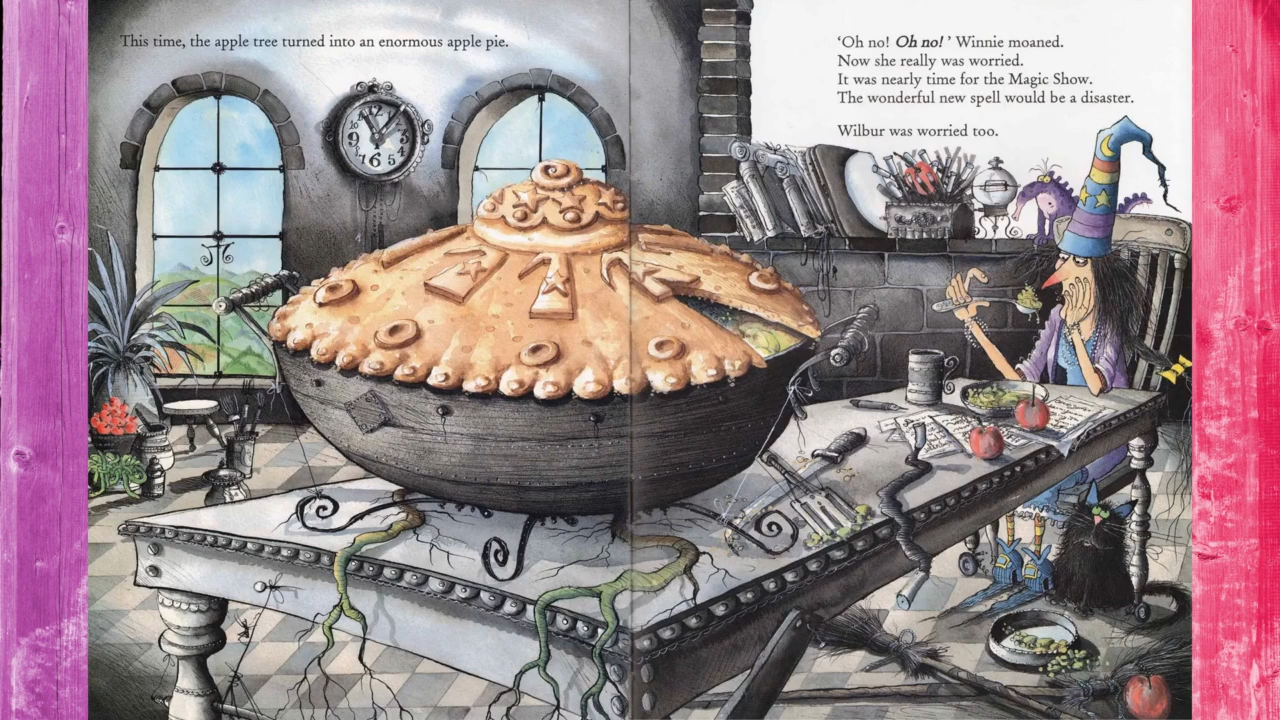 This time, the apple tree turned into an enormous apple pie.
‘Oh no! Oh no! ’ Winnie moaned.
Now she really was worried.
It was nearly time for the Magic Show.
The wonderful new spell would be a disaster.
Wilbur was worried too.